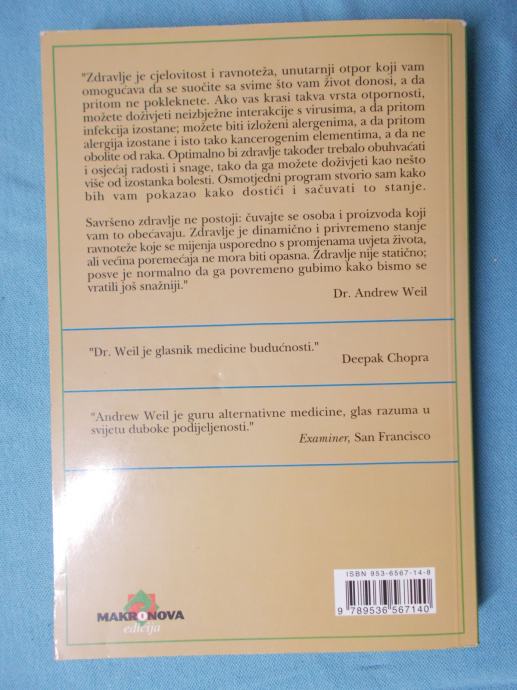 "Zdravlje je cjelovitost i ravnoteža, unutarnji otpor koji vam
omogućava da se suočite sa svime što vam život donosi, a da
pritom ne pokleknete. Ako vas krasi takva vrsta otpornosti,
možete doživjeti neizbježne interakcije s virusima, a da pritom
infekcija izostane; možete biti izloženi alergenima, a da pritom
alergija izostane i isto tako kancerogenim elementima, a da ne
obolite od raka. Optimalno bi zdravlje također trebalo obuhvaćati
i osjećaj radosti i snage, tako da ga možete doživjeti kao nešto
više od izostanka bolesti. Osmotjedni program stvorio sam kako
bih vam pokazao kako dostići i sačuvati to stanje.
Savršeno zdravlje ne postoji: čuvajte se osoba i proizvoda koji
vam to obećavaju. Zdravlje je dinamično i privremeno stanje
ravnoteže koje se mijenja usporedno s promjenama uvjeta života,
ali većina poremećaja ne mora biti opasna. Zdravlje nije statično;
posve je normalno da ga povremeno gubimo kako bismo se
vratili još snažniji."
Dr. Andrew Weil
"Dr. Weil je glasnik medicine budućnosti."
Deepak Chopra
"Andrew Weil je guru alternativne medicine, glas razuma u
svijetu duboke podijeljenosti."
Examiner, San Francisco
ISBN 953-6567-14-8
9 789536 567140
MAKRONOVA
edicija